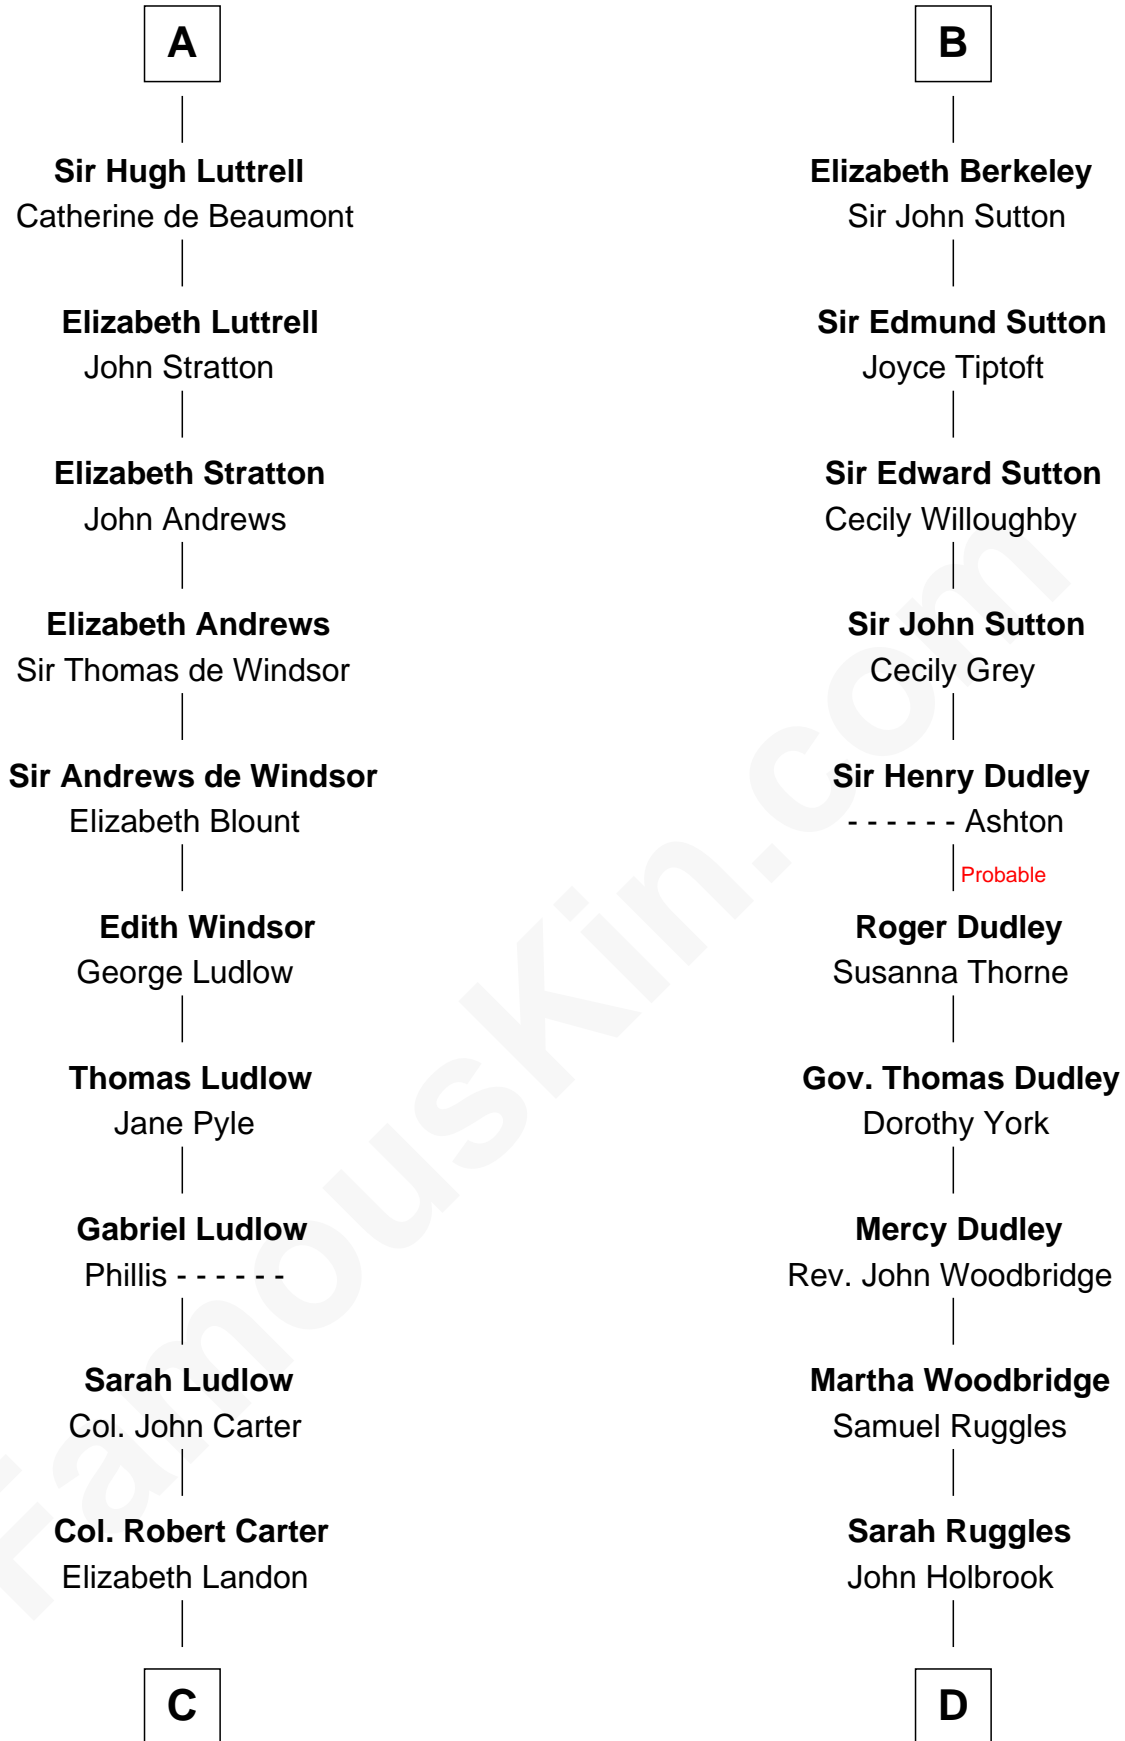 A
Sir Hugh Luttrell
Catherine de Beaumont
Elizabeth Luttrell
John Stratton
Elizabeth Stratton
John Andrews
Elizabeth Andrews
Sir Thomas de Windsor
Sir Andrews de Windsor
Elizabeth Blount
Edith Windsor
George Ludlow
Thomas Ludlow
Jane Pyle
Gabriel Ludlow
Phillis - - - - - -
Sarah Ludlow
Col. John Carter
Col. Robert Carter
Elizabeth Landon
C
B
Elizabeth Berkeley
Sir John Sutton
Sir Edmund Sutton
Joyce Tiptoft
Sir Edward Sutton
Cecily Willoughby
Sir John Sutton
Cecily Grey
Sir Henry Dudley
- - - - - - Ashton
Probable
Roger Dudley
Susanna Thorne
Gov. Thomas Dudley
Dorothy York
Mercy Dudley
Rev. John Woodbridge
Martha Woodbridge
Samuel Ruggles
Sarah Ruggles
John Holbrook
D
FamousKin.com